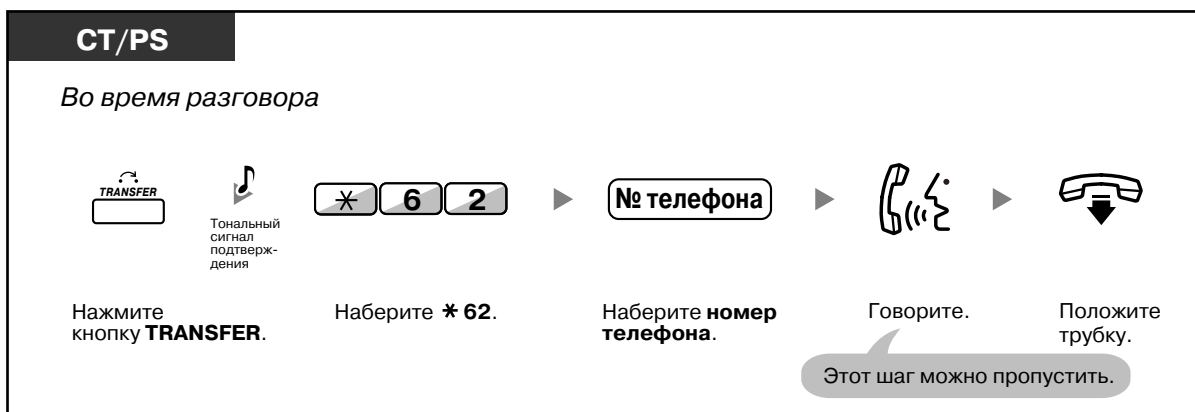 CT/PS
Во время разговора
TRANSFER
Тональный
сигнал
подтверж-
дения
* 6 2
№ телефона
Нажмите
кнопку TRANSFER.
Наберите * 62.
Наберите номер
телефона.
Говорите.
Положите
трубку.
Этот шаг можно пропустить.